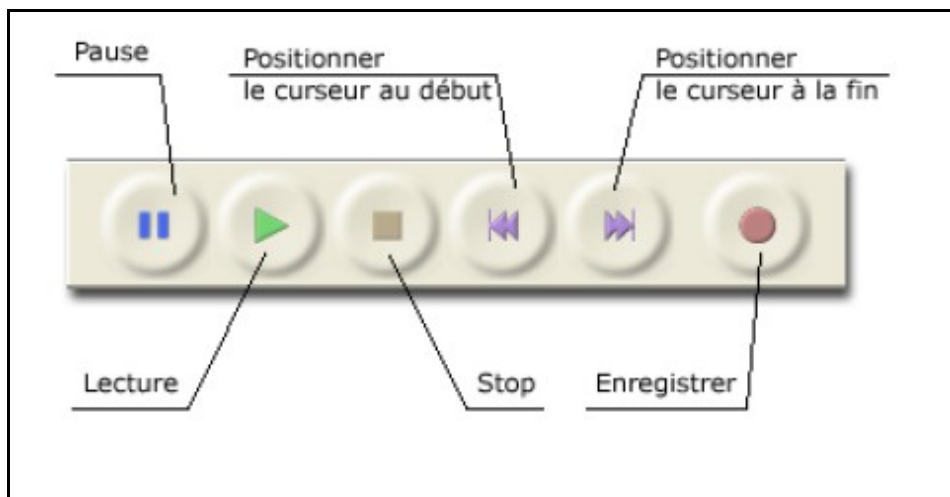 Pause
Positionner
le curseur au début
Positionner
le curseur à la fin
Lecture
Stop
Enregistrer